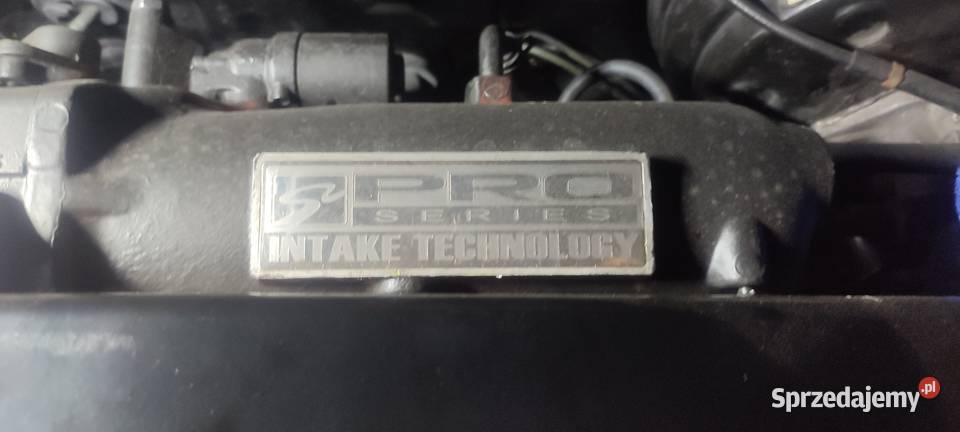 PRO
SERIES
INTAKE TECHNOLOGY
Sprzedajemy.pl